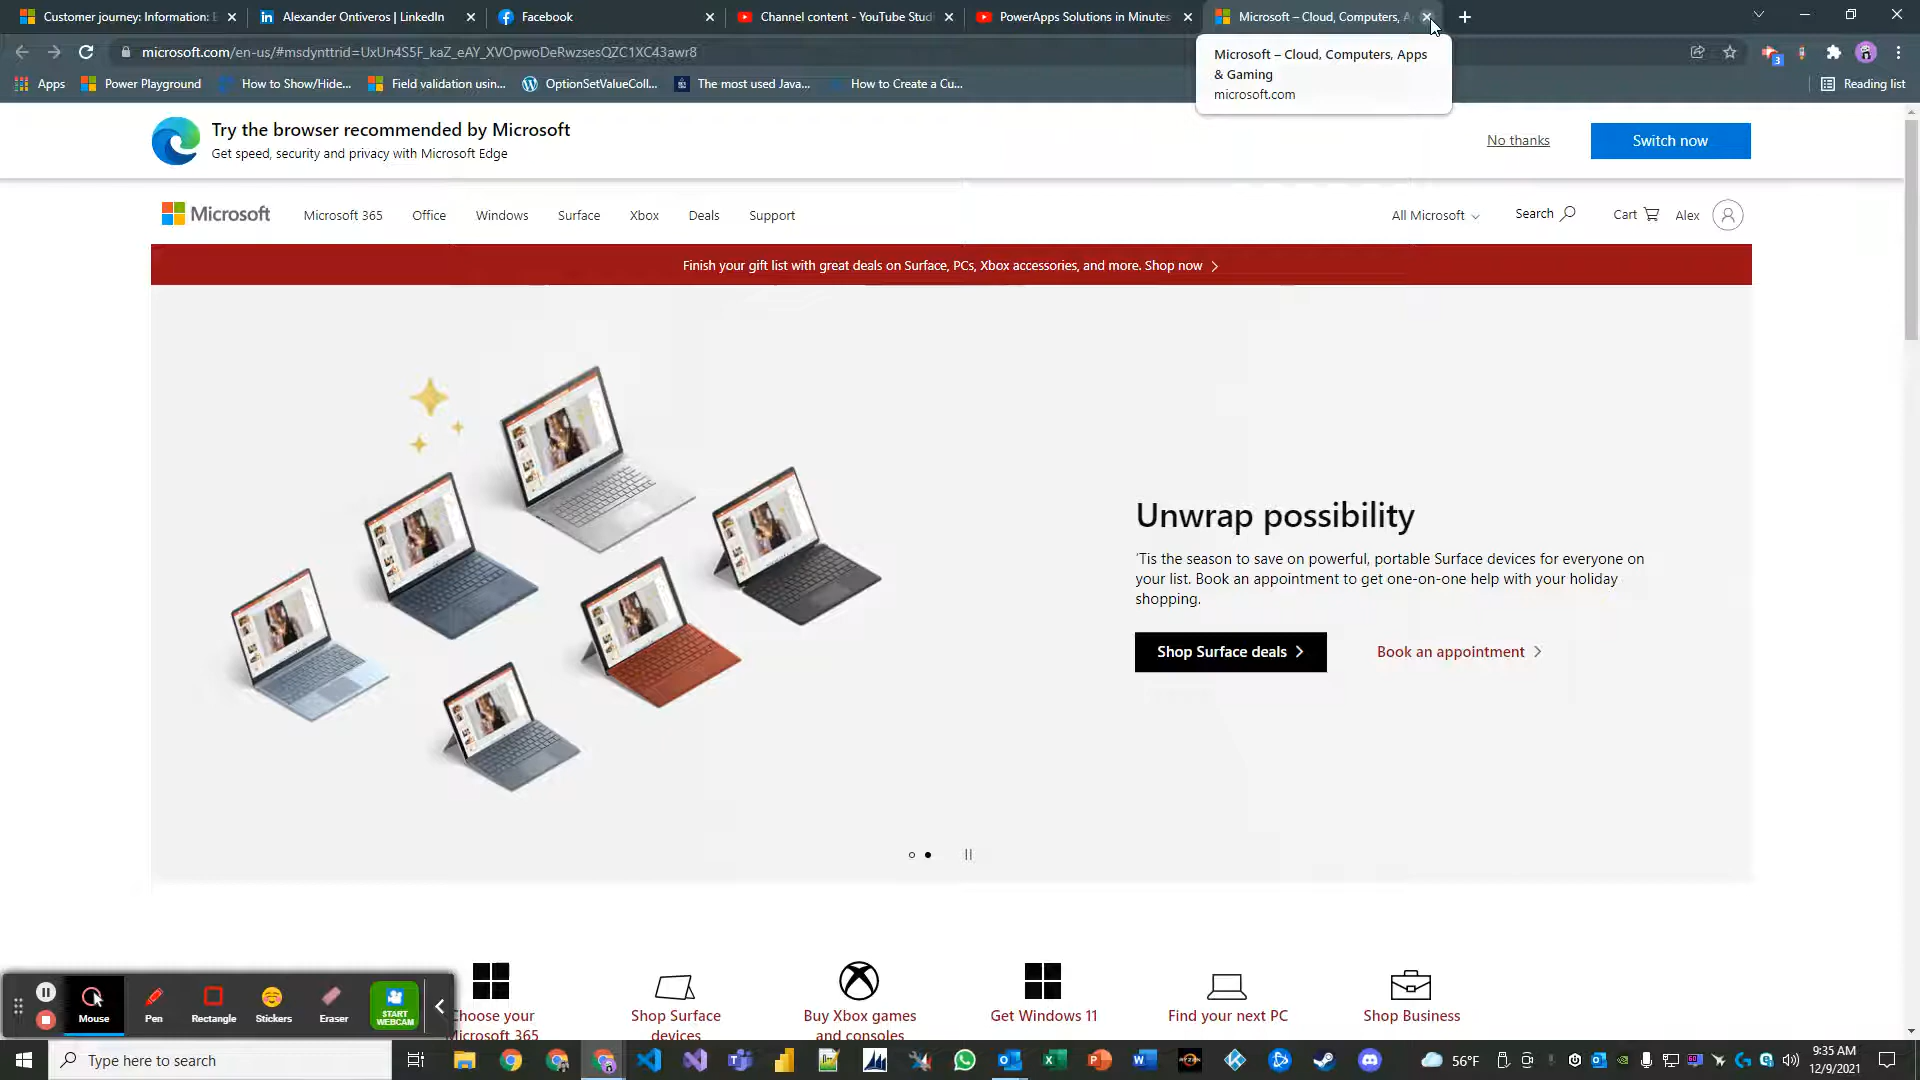 Customer journey: Information: E
Alexander Ontiveros | LinkedIn
Facebook
Channel content - YouTube Studi
PowerApps Solutions in Minutes
Microsoft – Cloud, Computers, A
microsoft.com/en-us/#msdynttrid=UxUn4S5F_kaZ_eAY_XVOpwoDeRwzsesQZC1XC43awr8
3
Microsoft – Cloud, Computers, Apps
& Gaming
microsoft.com
Apps
Power Playground
How to Show/Hide...
Field validation usin...
OptionSetValueColl...
The most used Java...
How to Create a Cu...
Reading list
Try the browser recommended by Microsoft
Get speed, security and privacy with Microsoft Edge
No thanks
Switch now
Microsoft
Microsoft 365
Office
Windows
Surface
Xbox
Deals
Support
All Microsoft
Search
Cart
Alex
Finish your gift list with great deals on Surface, PCs, Xbox accessories, and more. Shop now
Unwrap possibility
'Tis the season to save on powerful, portable Surface devices for everyone on
your list. Book an appointment to get one-on-one help with your holiday
shopping.
Shop Surface deals
Book an appointment
Mouse
Pen
Rectangle
Stickers
Eraser
START
WEBCAM
Choose your
Microsoft 365
Shop Surface
devices
Buy Xbox games
and consoles
Get Windows 11
Find your next PC
Shop Business
Type here to search
56°F
9:35 AM
12/9/2021